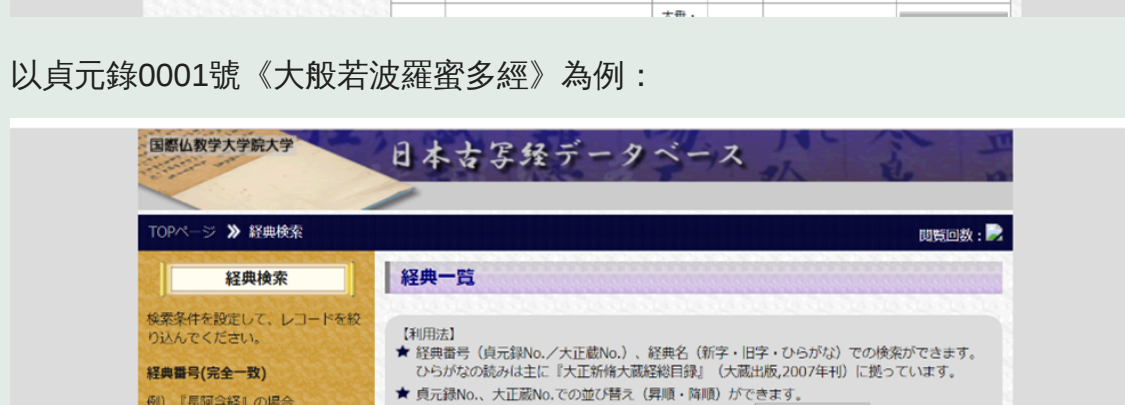 以貞元錄0001號《大般若波羅蜜多經》為例：
国際仏教学大学院大学
日本古写経データベース
TOPページ 経典検索
閲覧回数：
経典検索
経典一覧
検索条件を設定して、レコードを絞
り込んでください。
経典番号(完全一致)
例）『長阿含経』の場合
【利用法】
★ 経典番号（貞元録No.／大正蔵No.）、経典名（新字・旧字・ひらがな）での検索ができます。
ひらがなの読みは主に『大正新脩大藏経総目録』（大蔵出版,2007年刊）に拠っています。
★ 貞元録No.、大正蔵No.での並び替え（昇順・降順）ができます。